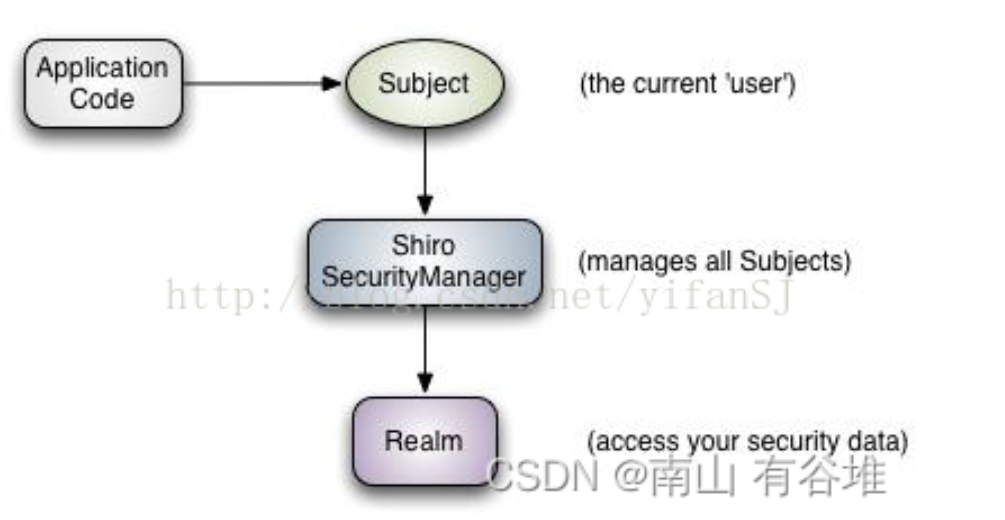 Application
Code
Subject
(the current 'user')
Shiro
SecurityManager
(manages all Subjects)
http://blog.csdn.net/yifanSJ
Realm
(access your security data)
CSDN @南山 有谷堆